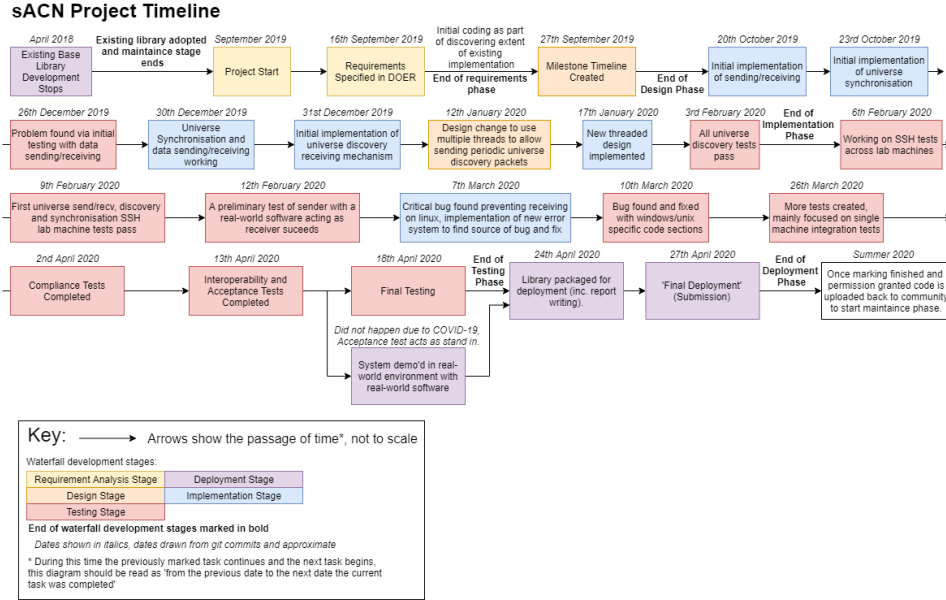 sACN Project Timeline
April 2018
Existing Base
Library
Development
Stops
Existing library adopted
and maintaince stage
ends
September 2019
Project Start
16th September 2019
Requirements
Specified in DOER
Initial coding as part
of discovering extent
of existing
implementation
End of requirements
phase
27th September 2019
Milestone Timeline
Created
End of
Design Phase
20th October 2019
Initial implementation
of sending/receiving
23rd October 2019
Initial implementation
of universe
synchronisation
26th December 2019
Problem found via initial
testing with data
sending/receiving
30th December 2019
Universe
Synchronisation and
data sending/receiving
working
31st December 2019
Initial implementation of
universe discovery
receiving mechanism
12th January 2020
Design change to use
multiple threads to allow
sending periodic universe
discovery packets
17th January 2020
New threaded
design
implemented
3rd February 2020
All universe
discovery tests
pass
End of
Implementation
Phase
6th February 2020
Working on SSH tests
across lab machines
9th February 2020
First universe send/recv, discovery
and synchronisation SSH
lab machine tests pass
12th February 2020
A preliminary test of sender with a
real-world software acting as
receiver suceeds
7th March 2020
Critical bug found preventing receiving
on linux, implementation of new error
system to find source of bug and fix
10th March 2020
Bug found and fixed
with windows/unix
specific code sections
26th March 2020
More tests created,
mainly focused on single
machine integration tests
2nd April 2020
Compliance Tests
Completed
13th April 2020
Interoperability and
Acceptance Tests
Completed
18th April 2020
Final Testing
End of
Testing
Phase
24th April 2020
Library packaged for
deployment (inc. report
writing).
27th April 2020
'Final Deployment'
(Submission)
End of
Deployment
Phase
Summer 2020
Once marking finished and
permission granted code is
uploaded back to community
to start maintaince phase.
Did not happen due to COVID-19,
Acceptance test acts as stand in.
System demo'd in real-
world environment with
real-world software
Key:
Arrows show the passage of time*, not to scale
Waterfall development stages:
Requirement Analysis Stage
Deployment Stage
Design Stage
Implementation Stage
Testing Stage
End of waterfall development stages marked in bold
Dates shown in italics, dates drawn from git commits and approximate
* During this time the previously marked task continues and the next task begins,
this diagram should be read as 'from the previous date to the next date the current
task was completed'